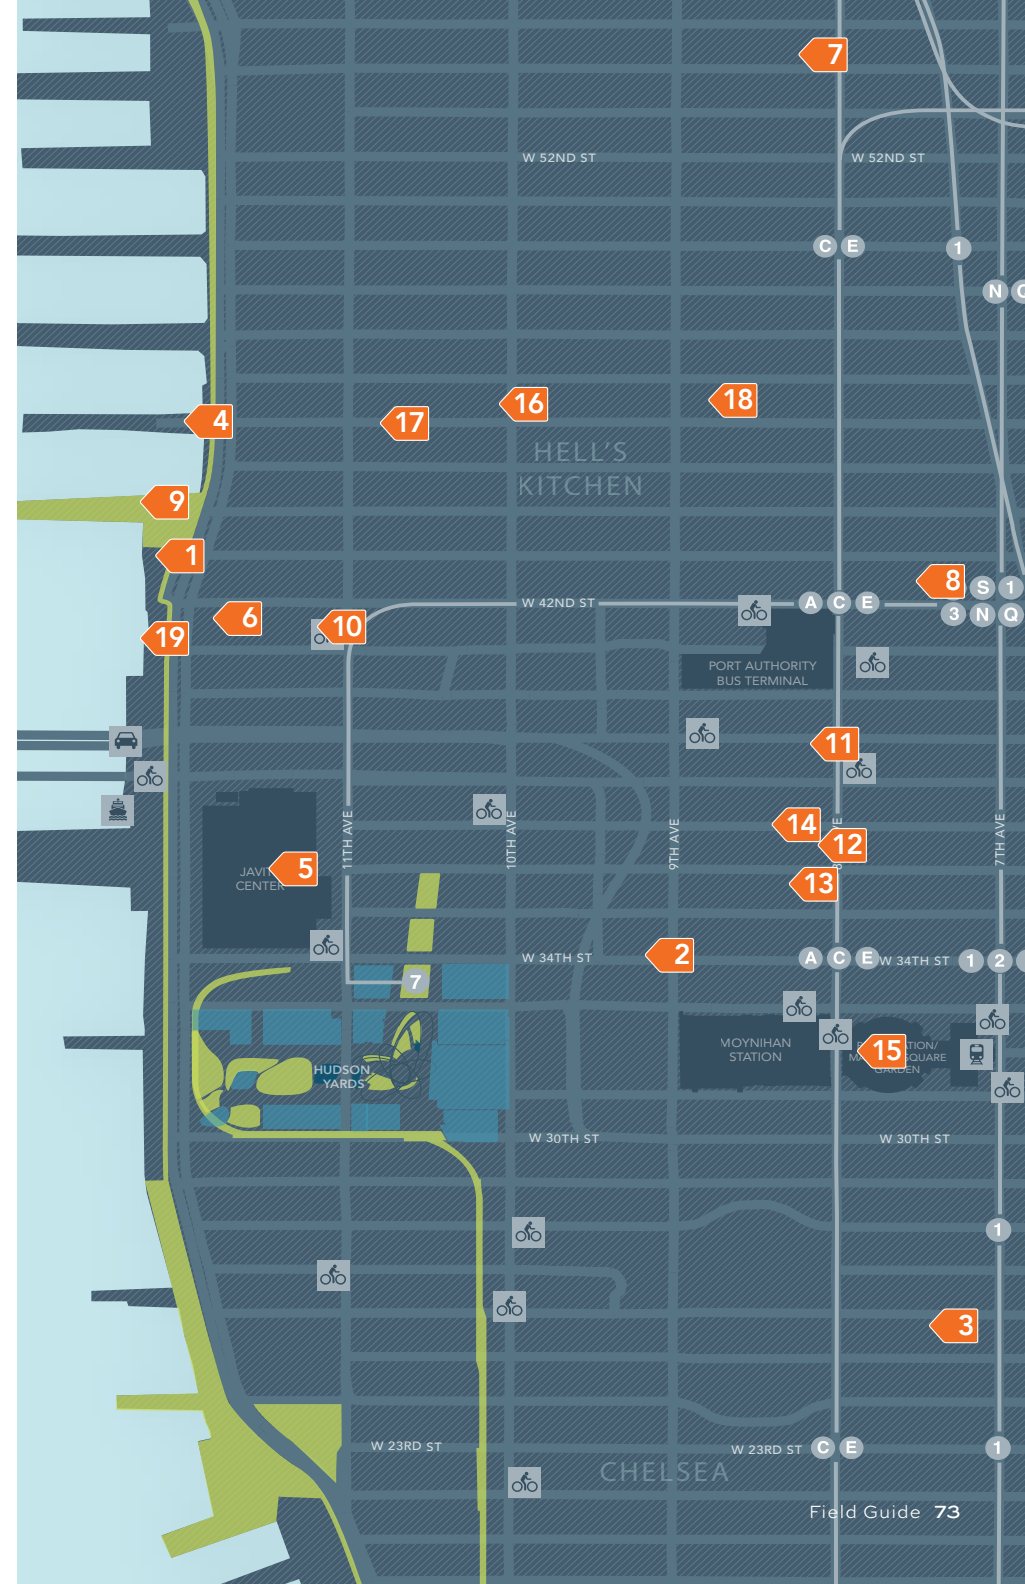 7
W 52ND ST
W 52ND ST
C E
1
N
18
16
4
17
HELL'S
KITCHEN
9
1
8 S 1
W 42ND ST
A C E
3 N Q
6
10
19
PORT AUTHORITY
BUS TERMINAL
11
14
12
11TH AVE
10TH AVE
9TH AVE
7TH AVE
5
CENTER
13
2
W 34TH ST
A C E
W 34TH ST
1 2
7
MOYNIHAN
STATION
15
SQUARE
GARDEN
HUDSON
YARDS
W 30TH ST
W 30TH ST
1
3
W 23RD ST
W 23RD ST
C E
1
CHELSEA
Field Guide 73